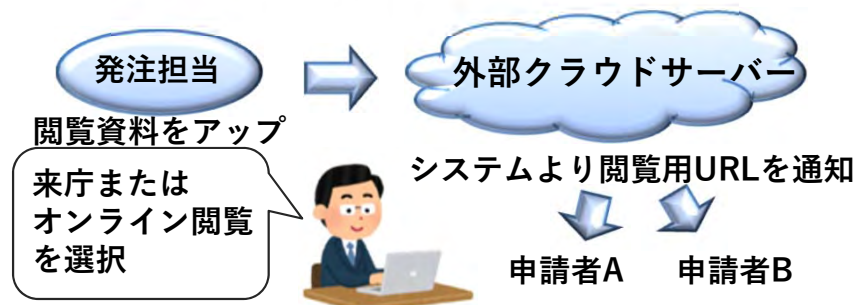 発注担当
外部クラウドサーバー
閲覧資料をアップ
来庁または
オンライン閲覧
を選択
システムより閲覧用URLを通知
申請者A
申請者B